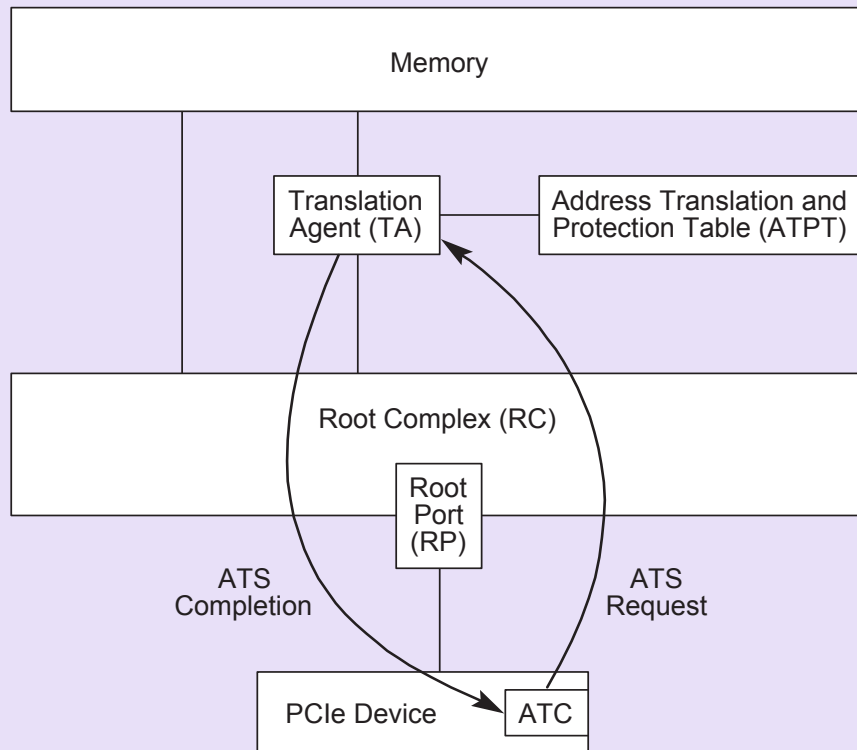 Memory
Translation
Agent (TA)
Address Translation and
Protection Table (ATPT)
Root Complex (RC)
Root
Port
(RP)
ATS
Completion
ATS
Request
PCIe Device
ATC